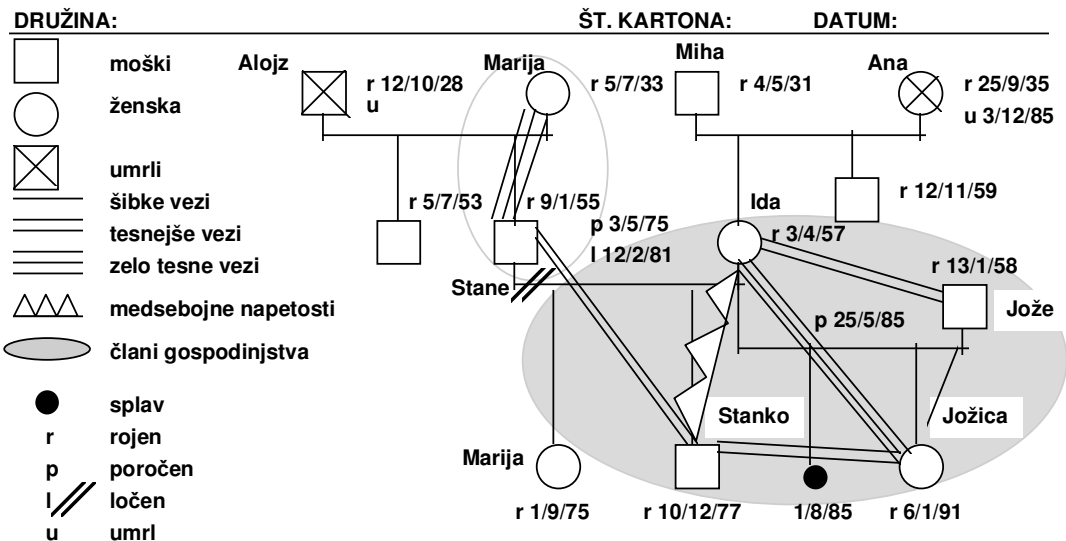 DRUŽINA: ŠT. KARTONA: DATUM:
moški
ženska
umrli
šibke vezi
tesnejše vezi
zelo tesne vezi
medsebojne napetosti
člani gospodinjstva
splav
r rojen
p poročen
l ločen
u umrl
Alojz
r 12/10/28
u
Marija
r 5/7/33
Miha
r 4/5/31
Ana
r 25/9/35
u 3/12/85
r 5/7/53
r 9/1/55
Stane
p 3/5/75
l 12/2/81
Ida
r 3/4/57
r 12/11/59
r 13/1/58
Jože
p 25/5/85
Stanko
Jožica
Marija
r 1/9/75
r 10/12/77
1/8/85
r 6/1/91